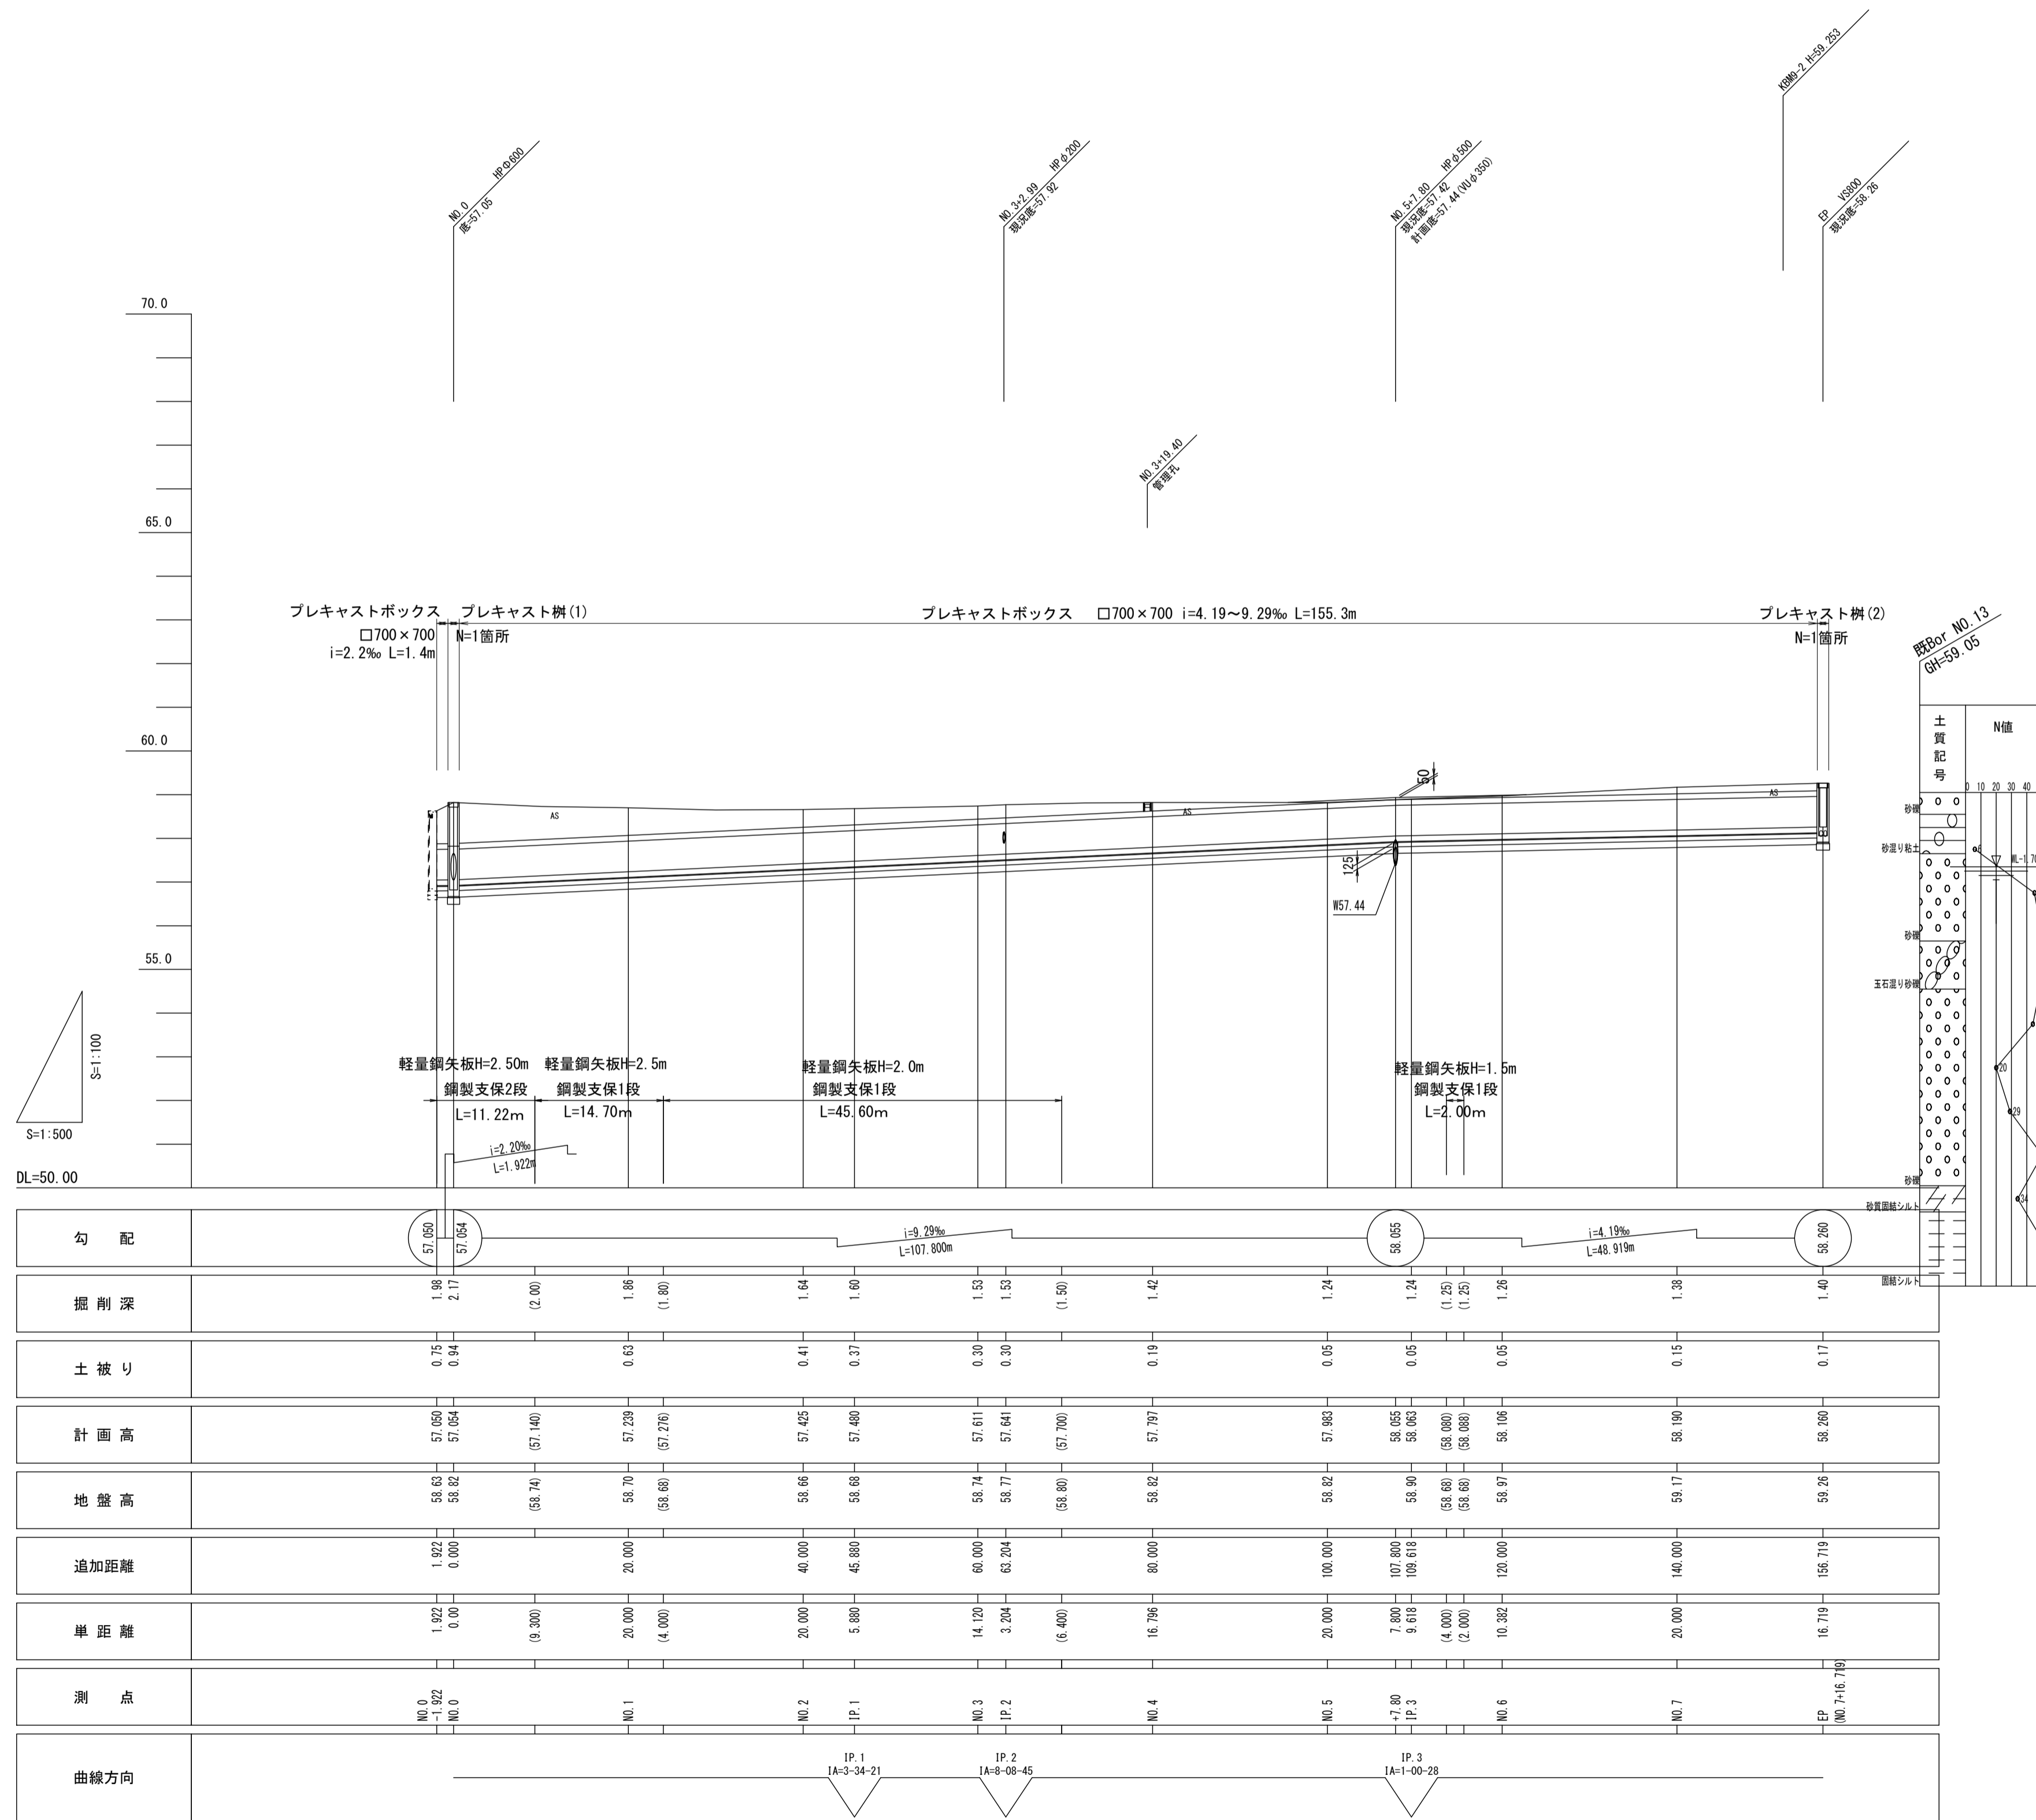 KBM9-2 H=59.253
NO.0 HPΦ600
底=57.05
NO.3+2.99 HPφ200
現況底=57.92
NO.5+7.80 HPφ500
現況底=57.42
計画底=57.44(VUφ350)
EP VS800
現況底=58.26
NO.3+19.40
管理孔
70.0
65.0
60.0
55.0
DL=50.00
S=1:100
S=1:500
プレキャストボックス
□700×700
i=2.2‰ L=1.4m
プレキャスト桝(1)
N=1箇所
プレキャストボックス □700×700 i=4.19～9.29‰ L=155.3m
プレキャスト桝(2)
N=1箇所
既Bor NO.13
GH=59.05
土質記号
N値
0 10 20 30 40
砂礫
砂混り粘土
砂礫
玉石混り砂礫
砂礫
砂質固結シルト
固結シルト
6
WL-1.70
20
29
34
AS
AS
AS
50
125
W57.44
軽量鋼矢板H=2.50m
鋼製支保2段
L=11.22m
軽量鋼矢板H=2.5m
鋼製支保1段
L=14.70m
軽量鋼矢板H=2.0m
鋼製支保1段
L=45.60m
軽量鋼矢板H=1.5m
鋼製支保1段
L=2.00m
i=2.20‰
L=1.922m
勾配 57.050 57.054 58.055 58.260
i=9.29‰
L=107.800m
i=4.19‰
L=48.919m
掘削深 1.98 2.17 (2.00) 1.86 (1.80) 1.64 1.60 1.53 1.53 (1.50) 1.42 1.24 1.24 (1.25) (1.25) 1.26 1.38 1.40
土被り 0.75 0.94 0.63 0.41 0.37 0.30 0.30 0.19 0.05 0.05 0.05 0.15 0.17
計画高 57.050 57.054 (57.140) 57.239 (57.276) 57.425 57.480 57.611 57.641 (57.700) 57.797 57.983 58.055 58.063 (58.080) (58.088) 58.106 58.190 58.260
地盤高 58.63 58.82 (58.74) 58.70 (58.68) 58.66 58.68 58.74 58.77 (58.80) 58.82 58.82 58.90 (58.68) (58.68) 58.97 59.17 59.26
追加距離 1.922 0.000 20.000 40.000 45.880 60.000 63.204 80.000 100.000 107.800 109.618 120.000 140.000 156.719
単距離 1.922 0.00 (9.300) 20.000 (4.000) 20.000 5.880 14.120 3.204 (6.400) 16.796 20.000 7.800 9.618 (4.000) (2.000) 10.382 20.000 16.719
測点 NO.0 -1.922 NO.0 NO.1 NO.2 IP.1 NO.3 IP.2 NO.4 NO.5 +7.80 IP.3 NO.6 NO.7 EP (NO.7+16.719)
曲線方向
IP.1
IA=3-34-21
IP.2
IA=8-08-45
IP.3
IA=1-00-28